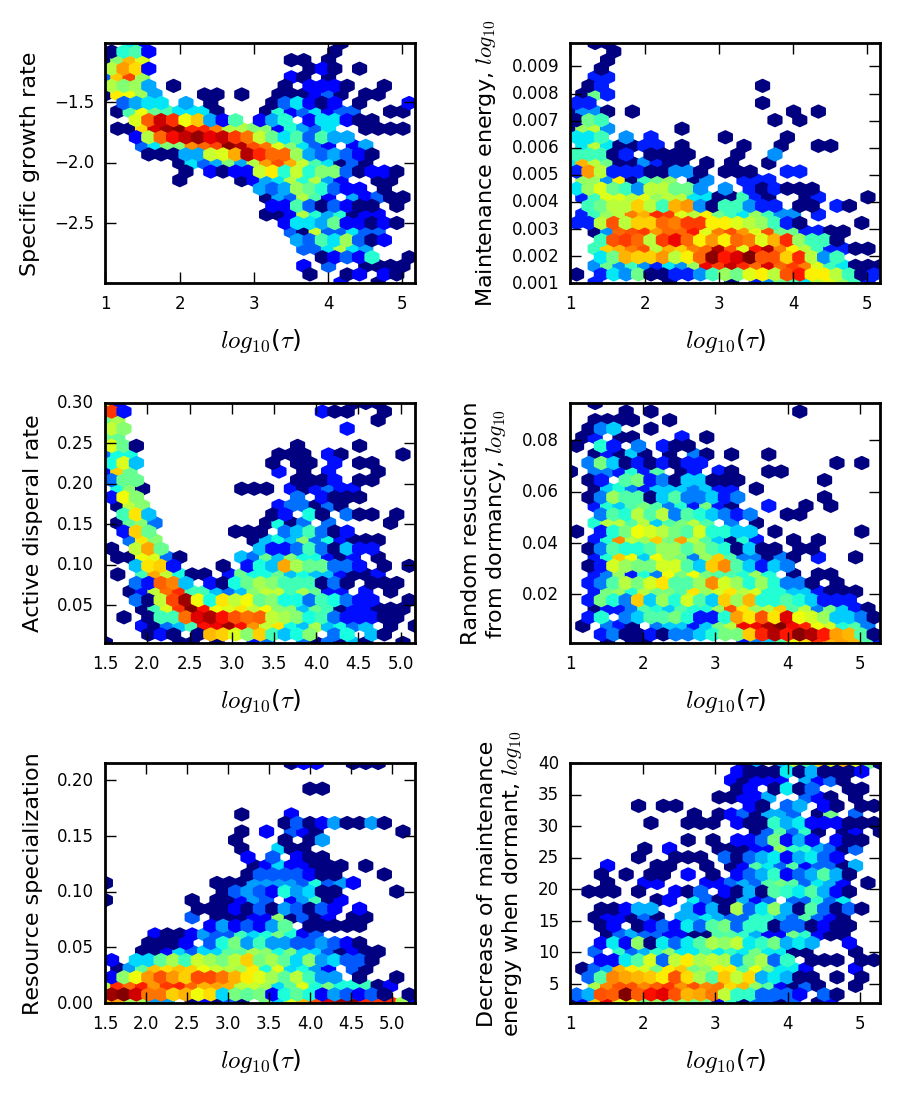 Specific growth rate
−1.5
−2.0
−2.5
1 2 3 4 5
log10(τ)
Maintenance energy, log10
0.009
0.008
0.007
0.006
0.005
0.004
0.003
0.002
0.001
1 2 3 4 5
log10(τ)
Active disperal rate
0.30
0.25
0.20
0.15
0.10
0.05
1.5 2.0 2.5 3.0 3.5 4.0 4.5 5.0
log10(τ)
Random resuscitation
from dormancy, log10
0.08
0.06
0.04
0.02
1 2 3 4 5
log10(τ)
Resource specialization
0.20
0.15
0.10
0.05
0.00
1.5 2.0 2.5 3.0 3.5 4.0 4.5 5.0
log10(τ)
Decrease of maintenance
energy when dormant, log10
40
35
30
25
20
15
10
5
1 2 3 4 5
log10(τ)